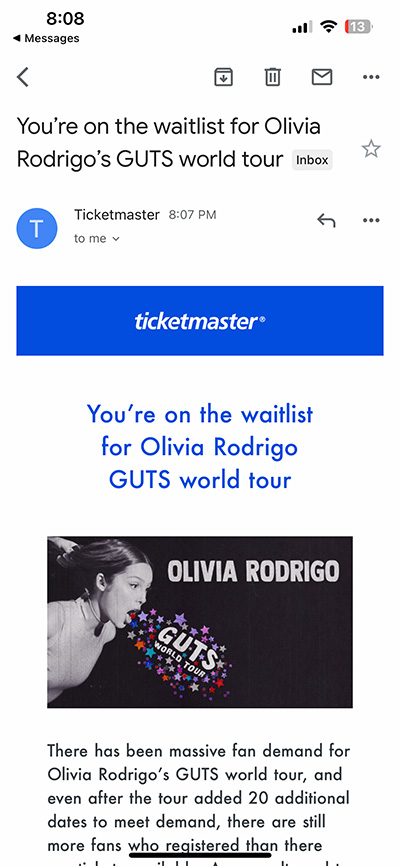 8:08
13
◀ Messages
You’re on the waitlist for Olivia
Rodrigo’s GUTS world tour Inbox
T
Ticketmaster 8:07 PM
to me
ticketmaster®
You’re on the waitlist
for Olivia Rodrigo
GUTS world tour
OLIVIA RODRIGO
GUTS
WORLD TOUR
There has been massive fan demand for
Olivia Rodrigo’s GUTS world tour, and
even after the tour added 20 additional
dates to meet demand, there are still
more fans who registered than there